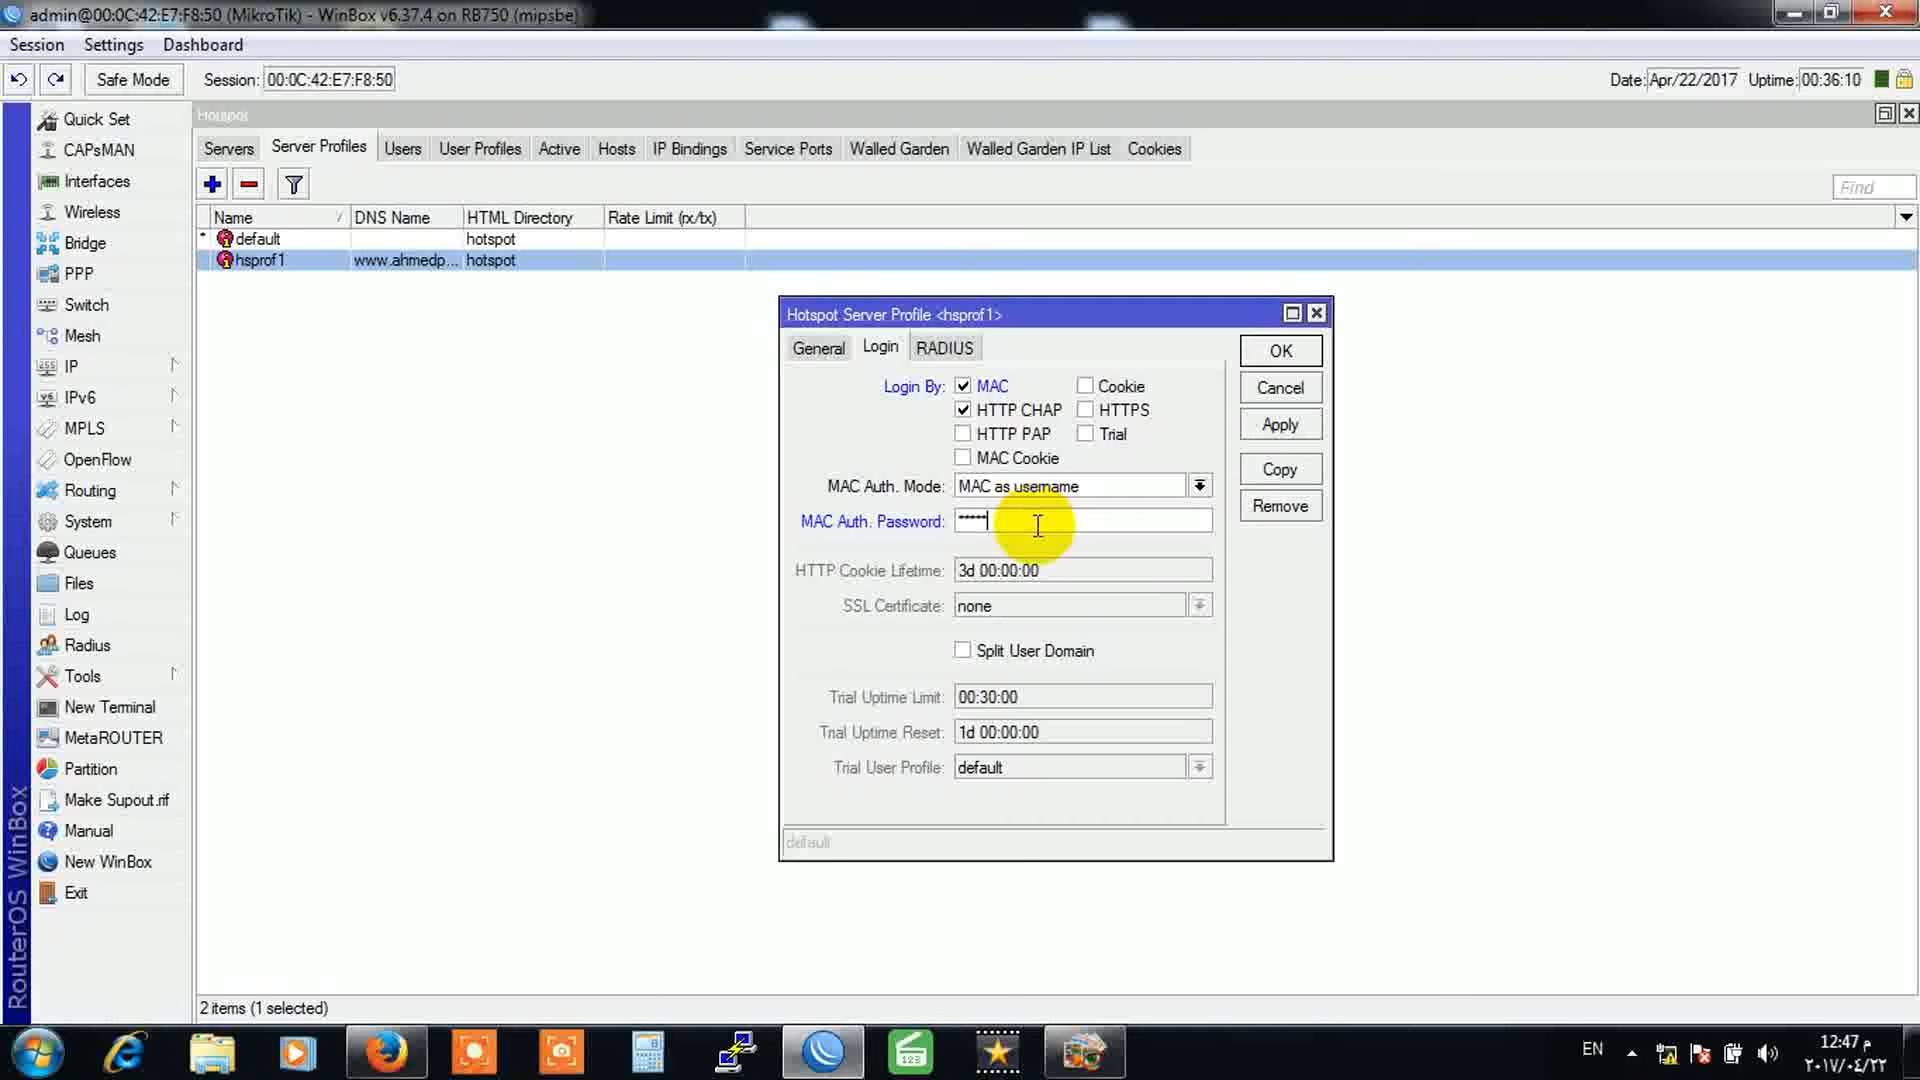 admin@00:0C:42:E7:F8:50 (MikroTik) - WinBox v6.37.4 on RB750 (mipsbe)
Session Settings Dashboard
Safe Mode Session: 00:0C:42:E7:F8:50 Date: Apr/22/2017 Uptime: 00:36:10
Quick Set
CAPsMAN
Interfaces
Wireless
Bridge
PPP
Switch
Mesh
IP
IPv6
MPLS
OpenFlow
Routing
System
Queues
Files
Log
Radius
Tools
New Terminal
MetaROUTER
Partition
Make Supout.rif
Manual
New WinBox
Exit
RouterOS WinBox
Hotspot
Servers Server Profiles Users User Profiles Active Hosts IP Bindings Service Ports Walled Garden Walled Garden IP List Cookies
Find
Name / DNS Name HTML Directory Rate Limit (rx/tx)
* default hotspot
hsprof1 www.ahmedp... hotspot
Hotspot Server Profile <hsprof1>
General Login RADIUS
Login By: MAC Cookie
HTTP CHAP HTTPS
HTTP PAP Trial
MAC Cookie
MAC Auth. Mode: MAC as username
MAC Auth. Password: *****
HTTP Cookie Lifetime: 3d 00:00:00
SSL Certificate: none
Split User Domain
Trial Uptime Limit: 00:30:00
Trial Uptime Reset: 1d 00:00:00
Trial User Profile: default
default
OK
Cancel
Apply
Copy
Remove
2 items (1 selected)
123
EN
12:47 م
٢٠١٧/٠٤/٢٢